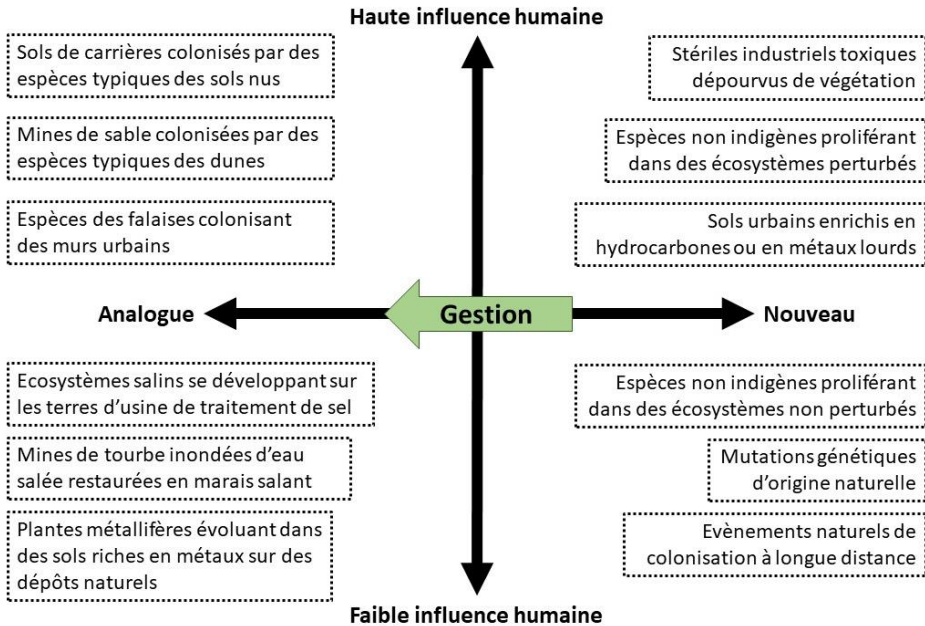 Haute influence humaine
Sols de carrières colonisés par des
espèces typiques des sols nus
Mines de sable colonisées par des
espèces typiques des dunes
Espèces des falaises colonisant
des murs urbains
Stériles industriels toxiques
dépourvus de végétation
Espèces non indigènes proliférant
dans des écosystèmes perturbés
Sols urbains enrichis en
hydrocarbones ou en métaux lourds
Analogue
Gestion
Nouveau
Ecosystèmes salins se développant sur
les terres d'usine de traitement de sel
Mines de tourbe inondées d'eau
salée restaurées en marais salant
Plantes métallifères évoluant dans
des sols riches en métaux sur des
dépôts naturels
Espèces non indigènes proliférant
dans des écosystèmes non perturbés
Mutations génétiques
d'origine naturelle
Evènements naturels de
colonisation à longue distance
Faible influence humaine